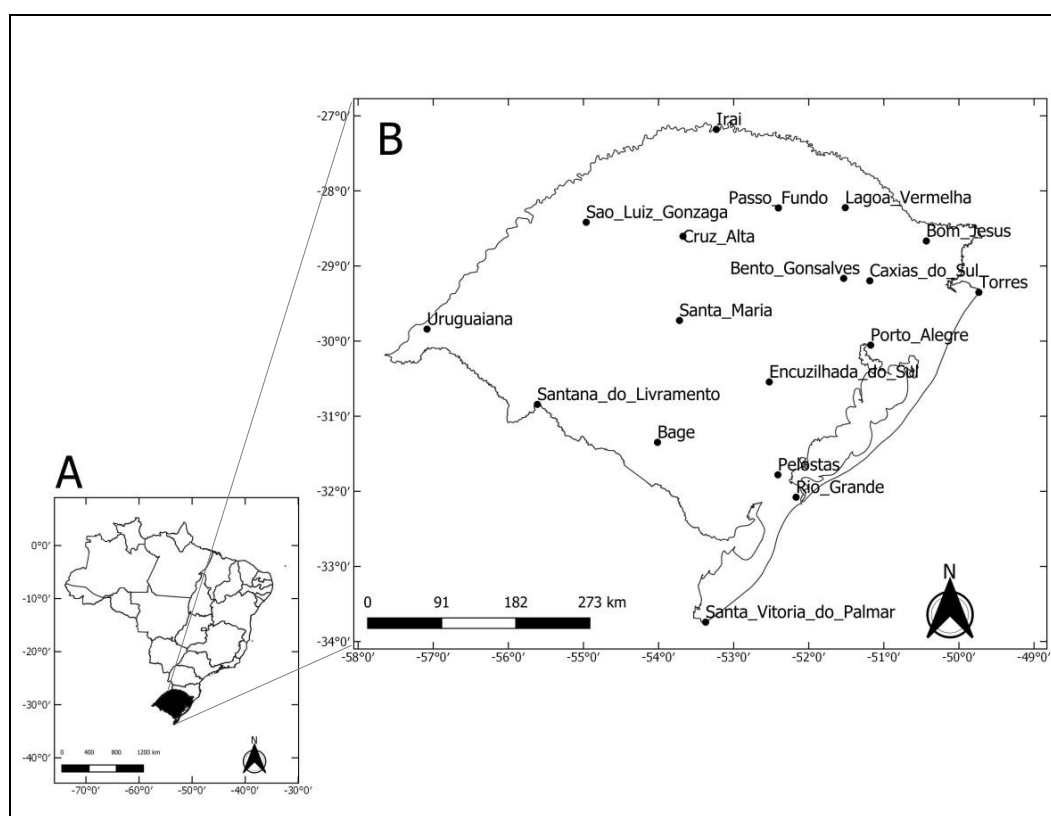 B
-27°0'
-28°0'
-29°0'
-30°0'
-31°0'
-32°0'
-33°0'
-34°0'
Irai
Passo_Fundo
Lagoa_Vermelha
Sao_Luiz_Gonzaga
Cruz_Alta
Bom_Jesus
Bento_Gonsalves
Caxias_do_Sul
Torres
Uruguaiana
Santa_Maria
Porto_Alegre
Encuzilhada_do_Sul
Santana_do_Livramento
Bage
Pelostas
Rio_Grande
Santa_Vitoria_do_Palmar
0 91 182 273 km
N
-58°0' -57°0' -56°0' -55°0' -54°0' -53°0' -52°0' -51°0' -50°0' -49°0'
A
0°0'
-10°0'
-20°0'
-30°0'
-40°0'
0 400 800 1200 km
N
-70°0' -60°0' -50°0' -40°0' -30°0'